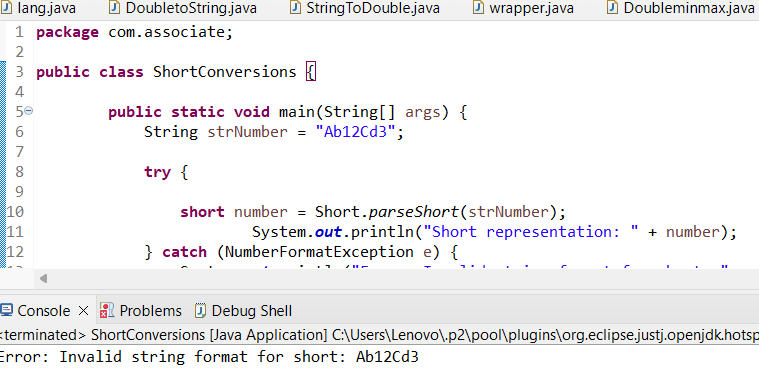 lang.java DoubletoString.java StringToDouble.java wrapper.java Doubleminmax.java
1 package com.associate;
2
3 public class ShortConversions {
4
5 public static void main(String[] args) {
6 String strNumber = "Ab12Cd3";
7
8 try {
9
10 short number = Short.parseShort(strNumber);
11 System.out.println("Short representation: " + number);
12 } catch (NumberFormatException e) {
Console Problems Debug Shell
<terminated> ShortConversions [Java Application] C:\Users\Lenovo\.p2\pool\plugins\org.eclipse.justj.openjdk.hotsp
Error: Invalid string format for short: Ab12Cd3